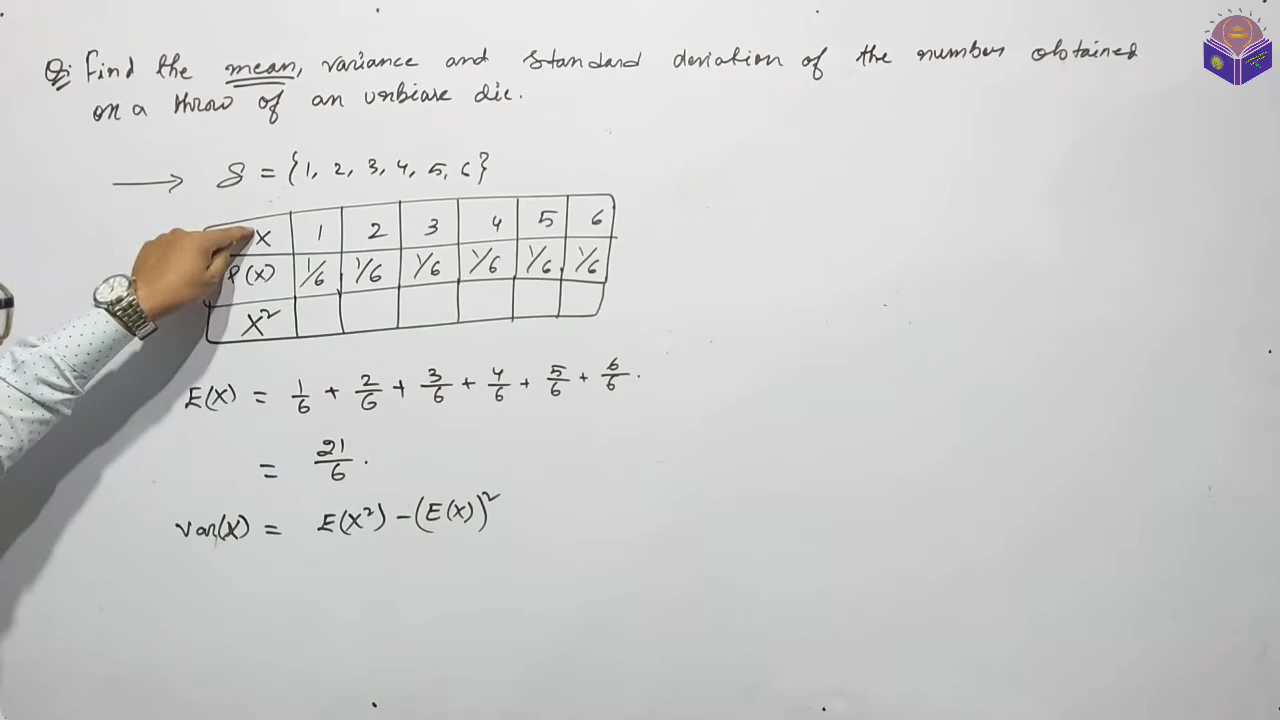 Q: Find the mean, variance and standard deviation of the number obtained
on a throw of an unbiase die.
→ S = {1, 2, 3, 4, 5, 6}
X 1 2 3 4 5 6
P(X) 1/6 1/6 1/6 1/6 1/6 1/6
X²
E(X) = 1/6 + 2/6 + 3/6 + 4/6 + 5/6 + 6/6.
= 21/6.
Var(X) = E(X²) - (E(X))²